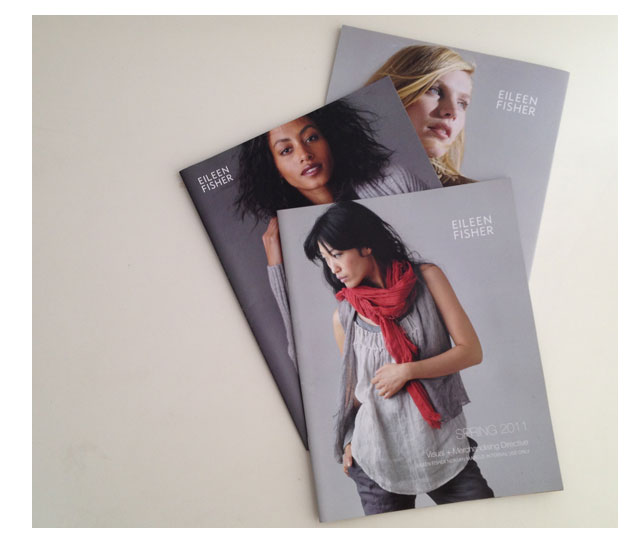 EILEEN
FISHER
EILEEN
FISHER
EILEEN
FISHER
SPRING 2011
Visual + Merchandising Directive